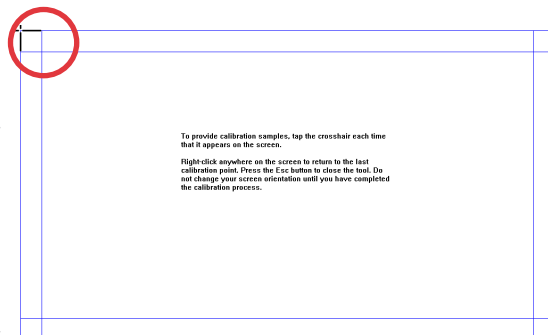 To provide calibration samples, tap the crosshair each time
that it appears on the screen.
Right-click anywhere on the screen to return to the last
calibration point. Press the Esc button to close the tool. Do
not change your screen orientation until you have completed
the calibration process.